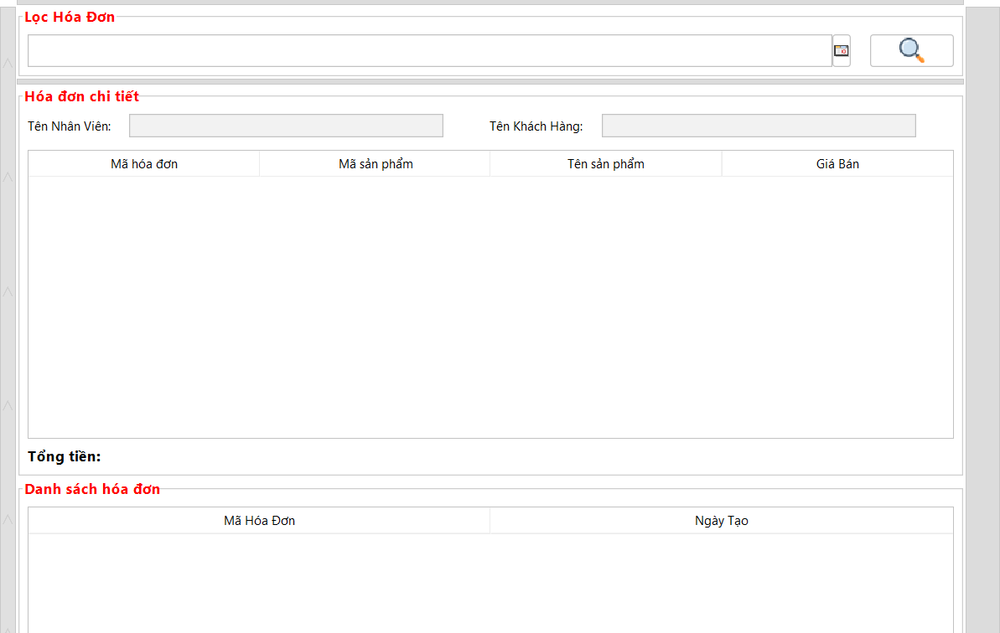 Lọc Hóa Đơn
Hóa đơn chi tiết
Tên Nhân Viên: Tên Khách Hàng:
Mã hóa đơn Mã sản phẩm Tên sản phẩm Giá Bán
Tổng tiền:
Danh sách hóa đơn
Mã Hóa Đơn Ngày Tạo